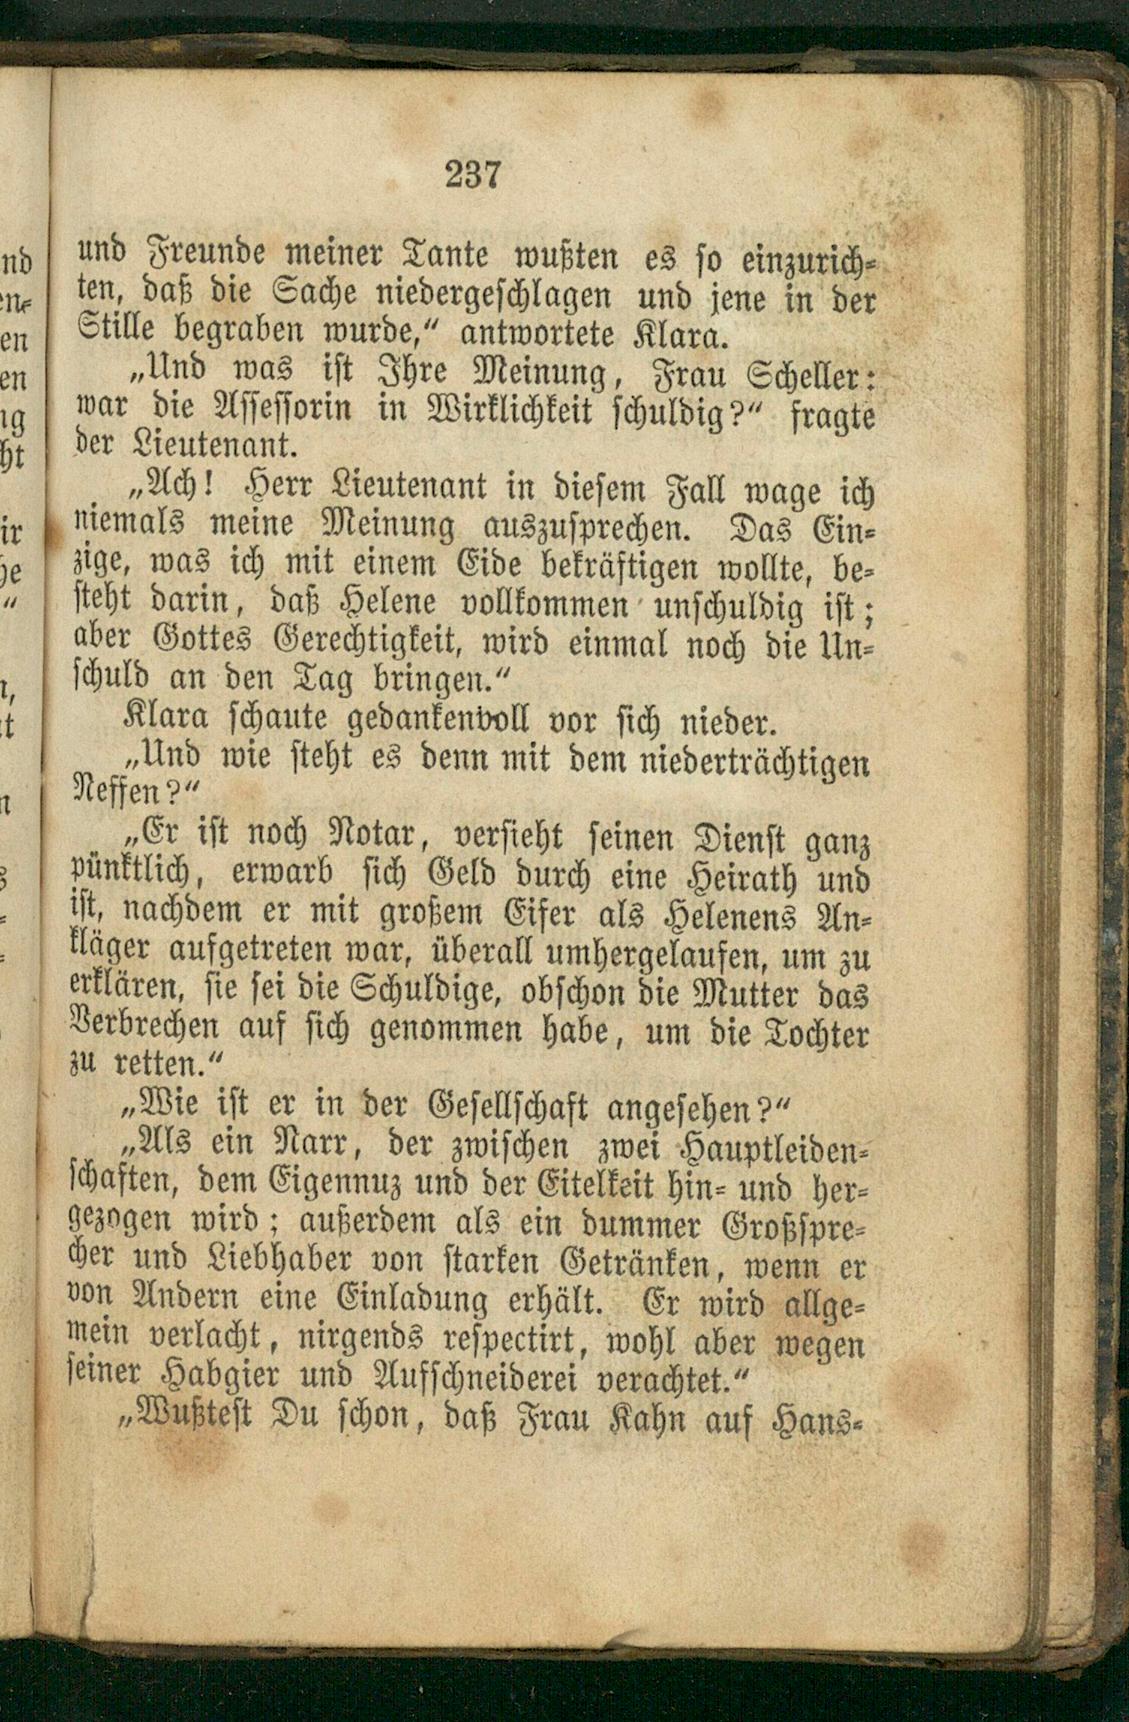 237
und Freunde meiner Tante wußten es so einzurich-
ten, daß die Sache niedergeschlagen und jene in der
Stille begraben wurde,“ antwortete Klara.
„Und was ist Ihre Meinung, Frau Scheller:
war die Assessorin in Wirklichkeit schuldig?“ fragte
der Lieutenant.
„Ach! Herr Lieutenant in diesem Fall wage ich
niemals meine Meinung auszusprechen. Das Ein-
zige, was ich mit einem Eide bekräftigen wollte, be-
steht darin, daß Helene vollkommen unschuldig ist;
aber Gottes Gerechtigkeit, wird einmal noch die Un-
schuld an den Tag bringen.“
Klara schaute gedankenvoll vor sich nieder.
„Und wie steht es denn mit dem niederträchtigen
Neffen?“
„Er ist noch Notar, versieht seinen Dienst ganz
pünktlich, erwarb sich Geld durch eine Heirath und
ist, nachdem er mit großem Eifer als Helenens An-
kläger aufgetreten war, überall umhergelaufen, um zu
erklären, sie sei die Schuldige, obschon die Mutter das
Verbrechen auf sich genommen habe, um die Tochter
zu retten.“
„Wie ist er in der Gesellschaft angesehen?“
„Als ein Narr, der zwischen zwei Hauptleiden-
schaften, dem Eigennuz und der Eitelkeit hin- und her-
gezogen wird; außerdem als ein dummer Großspre-
cher und Liebhaber von starken Getränken, wenn er
von Andern eine Einladung erhält. Er wird allge-
mein verlacht, nirgends respectirt, wohl aber wegen
seiner Habgier und Aufschneiderei verachtet.“
„Wußtest Du schon, daß Frau Kahn auf Hans-